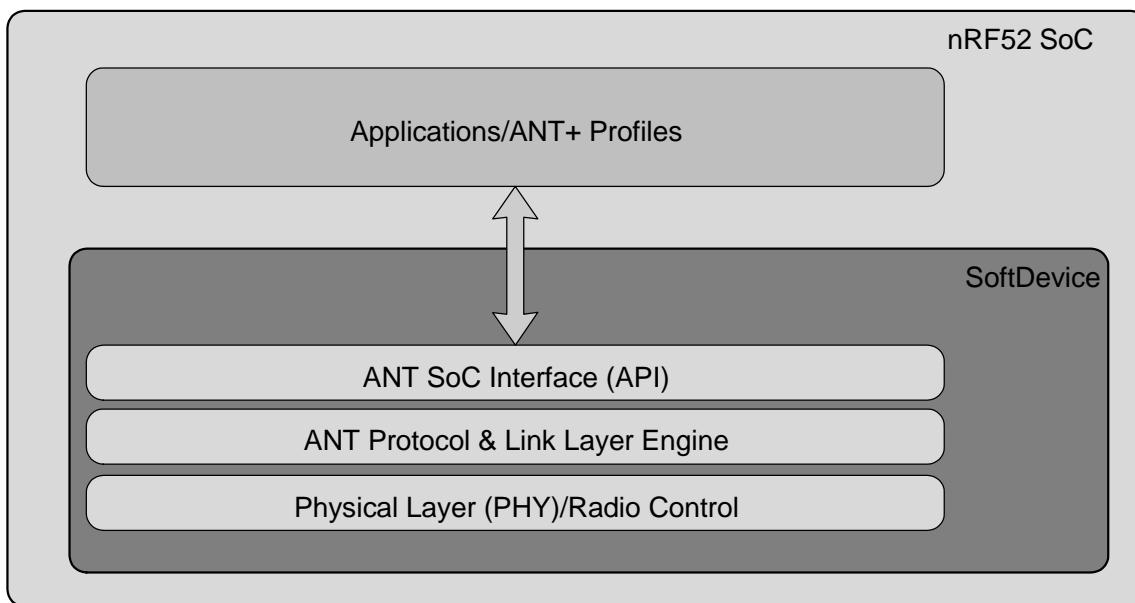 nRF52 SoC
Applications/ANT+ Profiles
SoftDevice
ANT SoC Interface (API)
ANT Protocol & Link Layer Engine
Physical Layer (PHY)/Radio Control